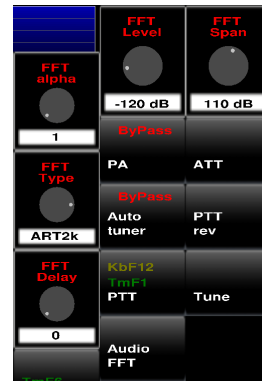 FFT
Level
-120 dB
FFT
Span
110 dB
FFT
alpha
1
ByPass
PA
ATT
FFT
Type
ART2k
ByPass
Auto
tuner
PTT
rev
FFT
Delay
0
KbF12
TmF1
PTT
Tune
Audio
FFT